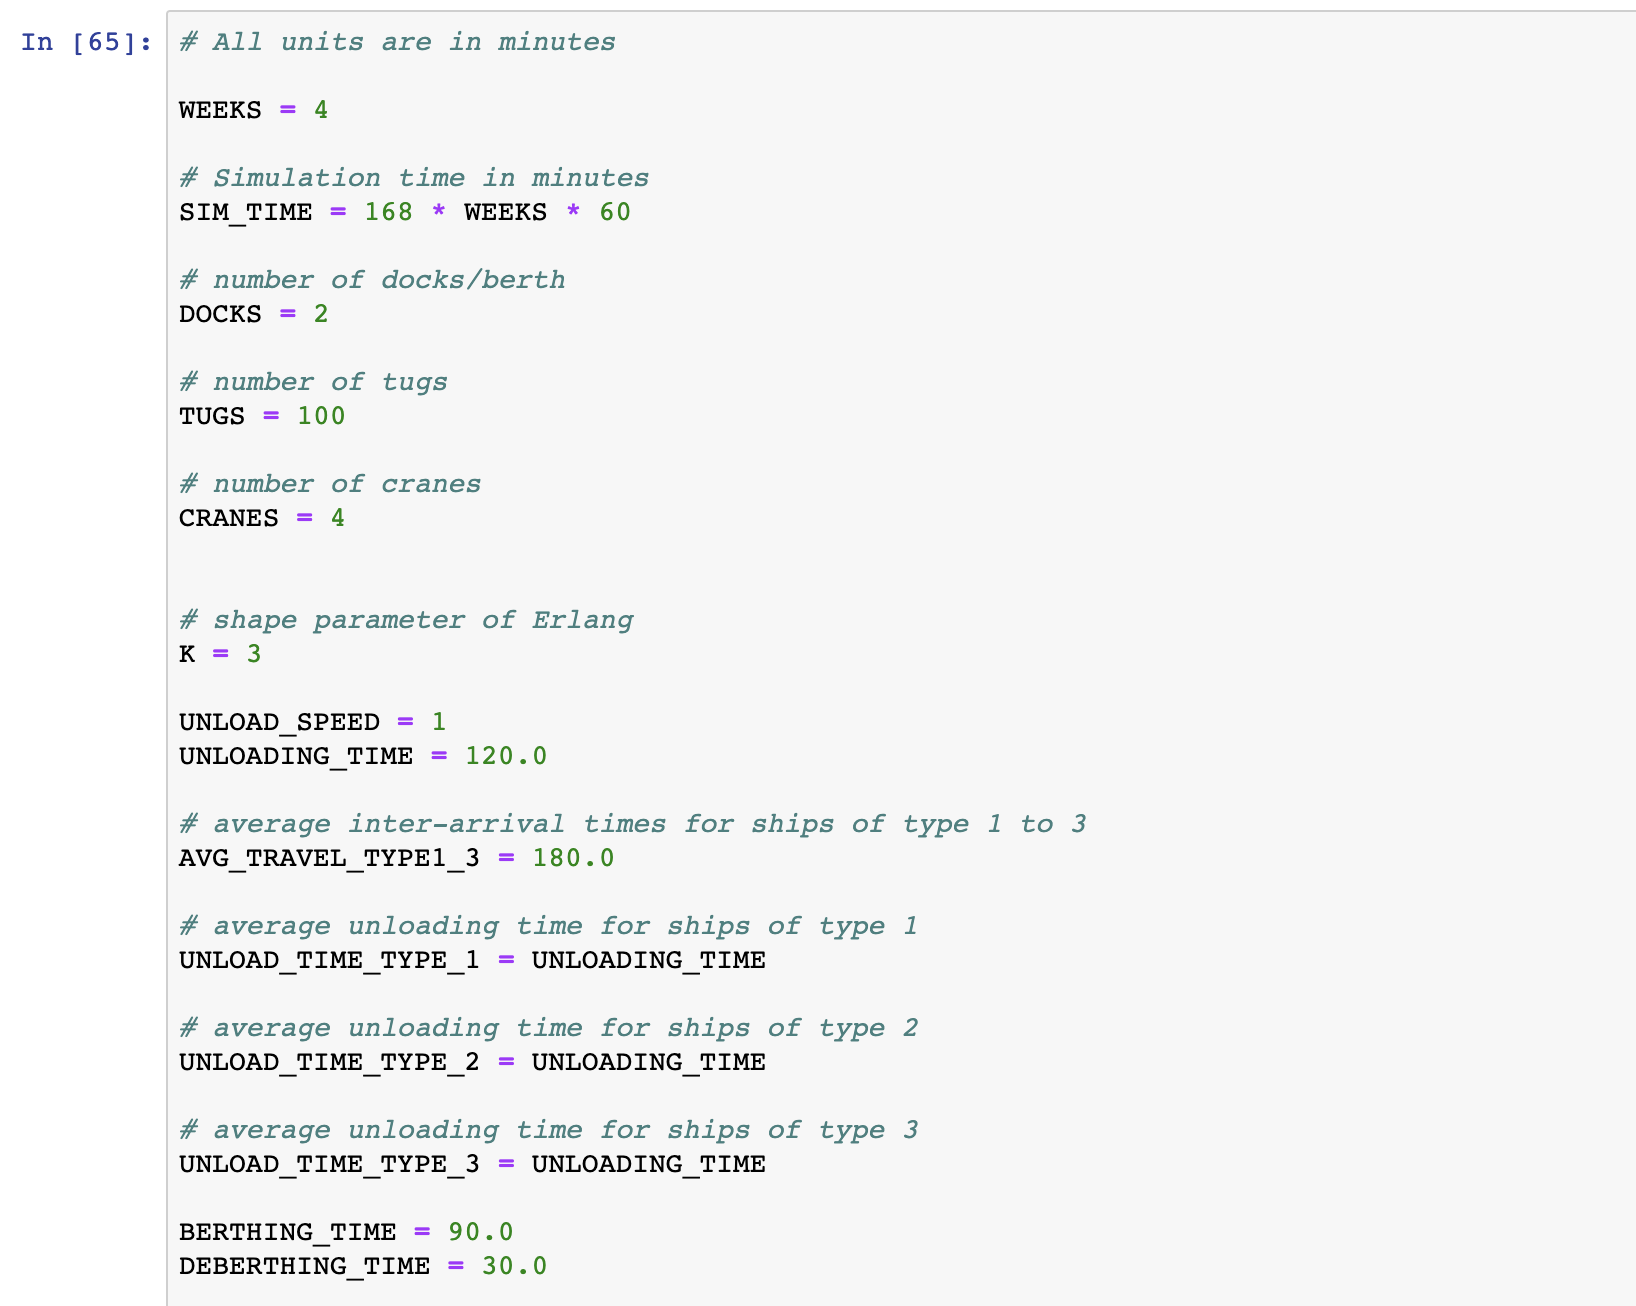 In [65]:
# All units are in minutes
WEEKS = 4
# Simulation time in minutes
SIM_TIME = 168 * WEEKS * 60
# number of docks/berth
DOCKS = 2
# number of tugs
TUGS = 100
# number of cranes
CRANES = 4
# shape parameter of Erlang
K = 3
UNLOAD_SPEED = 1
UNLOADING_TIME = 120.0
# average inter-arrival times for ships of type 1 to 3
AVG_TRAVEL_TYPE1_3 = 180.0
# average unloading time for ships of type 1
UNLOAD_TIME_TYPE_1 = UNLOADING_TIME
# average unloading time for ships of type 2
UNLOAD_TIME_TYPE_2 = UNLOADING_TIME
# average unloading time for ships of type 3
UNLOAD_TIME_TYPE_3 = UNLOADING_TIME
BERTHING_TIME = 90.0
DEBERTHING_TIME = 30.0